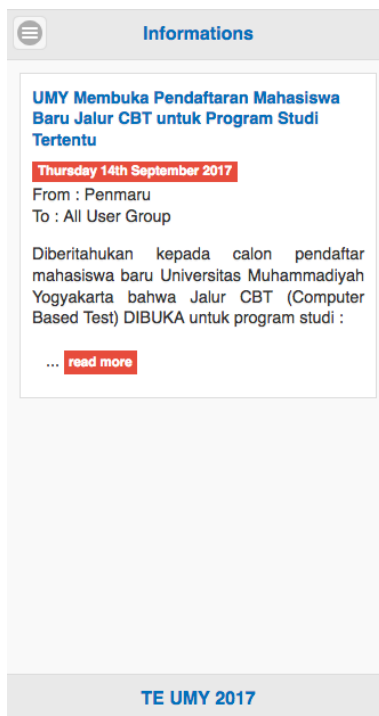 Informations
UMY Membuka Pendaftaran Mahasiswa
Baru Jalur CBT untuk Program Studi
Tertentu
Thursday 14th September 2017
From : Penmaru
To : All User Group
Diberitahukan kepada calon pendaftar
mahasiswa baru Universitas Muhammadiyah
Yogyakarta bahwa Jalur CBT (Computer
Based Test) DIBUKA untuk program studi :
... read more
TE UMY 2017